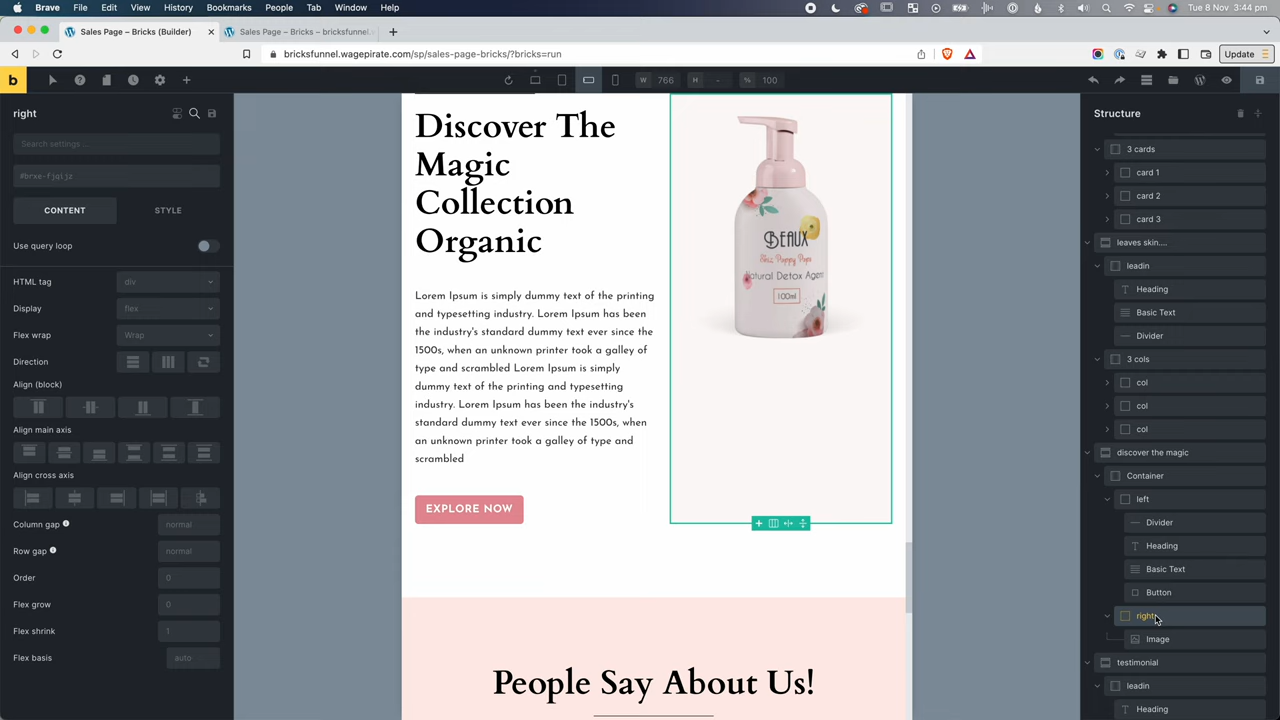 Brave File Edit View History Bookmarks People Tab Window Help Tue 8 Nov 3:44 pm
Sales Page – Bricks (Builder) Sales Page – Bricks – bricksfunnel.
bricksfunnel.wagepirate.com/sp/sales-page-bricks/?bricks=run Update
b W 766 H - % 100
right
Search settings ...
#brxe-fjqijz
CONTENT STYLE
Use query loop
HTML tag div
Display flex
Flex wrap Wrap
Direction
Align (block)
Align main axis
Align cross axis
Column gap normal
Row gap normal
Order 0
Flex grow 0
Flex shrink 1
Flex basis auto
Discover The
Magic
Collection
Organic
Lorem Ipsum is simply dummy text of the printing
and typesetting industry. Lorem Ipsum has been
the industry's standard dummy text ever since the
1500s, when an unknown printer took a galley of
type and scrambled Lorem Ipsum is simply
dummy text of the printing and typesetting
industry. Lorem Ipsum has been the industry's
standard dummy text ever since the 1500s, when
an unknown printer took a galley of type and
scrambled
EXPLORE NOW
BEAUX
Natural Detox Agent
100ml
People Say About Us!
Structure
3 cards
card 1
card 2
card 3
leaves skin....
leadin
Heading
Basic Text
Divider
3 cols
col
col
col
discover the magic
Container
left
Divider
Heading
Basic Text
Button
right
Image
testimonial
leadin
Heading